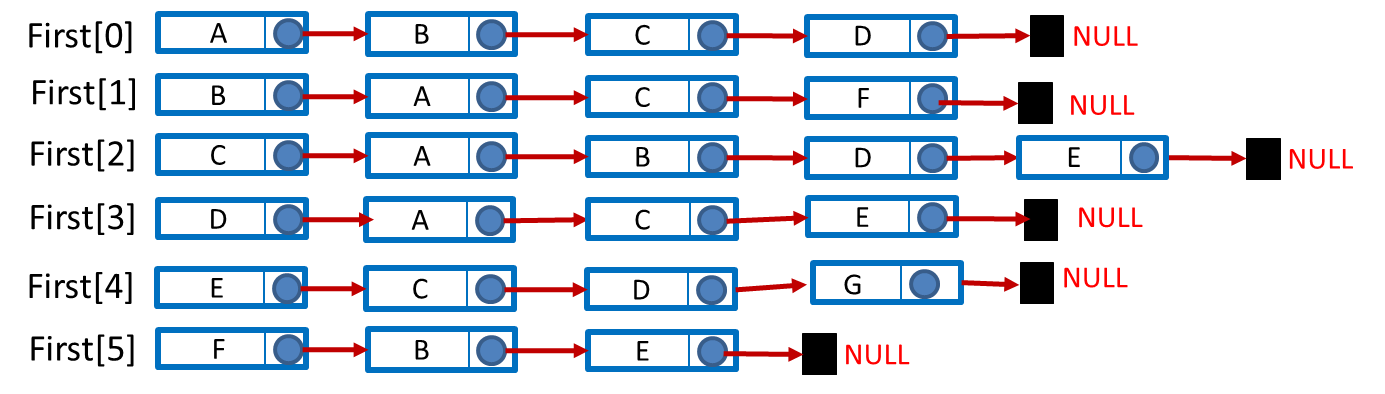 First[0] A B C D NULL
First[1] B A C F NULL
First[2] C A B D E NULL
First[3] D A C E NULL
First[4] E C D G NULL
First[5] F B E NULL